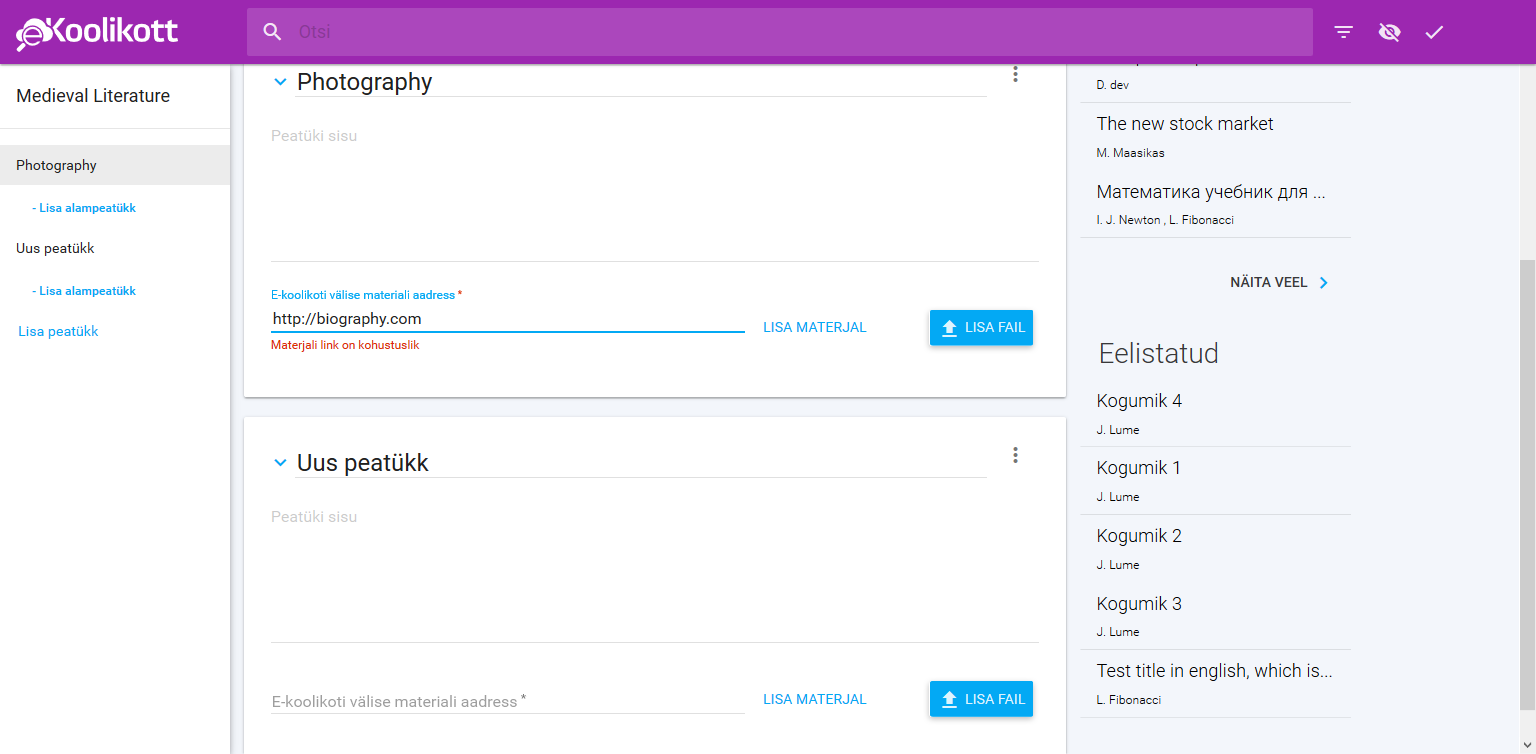 eKoolikott
Otsi
Medieval Literature
Photography
- Lisa alampeatükk
Uus peatükk
- Lisa alampeatükk
Lisa peatükk
Photography
Peatüki sisu
E-koolikoti välise materiali aadress *
http://biography.com
LISA MATERJAL
LISA FAIL
Materjali link on kohustuslik
Uus peatükk
Peatüki sisu
E-koolikoti välise materiali aadress *
LISA MATERJAL
LISA FAIL
D. dev
The new stock market
M. Maasikas
Математика учебник для ...
I. J. Newton , L. Fibonacci
NÄITA VEEL
Eelistatud
Kogumik 4
J. Lume
Kogumik 1
J. Lume
Kogumik 2
J. Lume
Kogumik 3
J. Lume
Test title in english, which is...
L. Fibonacci